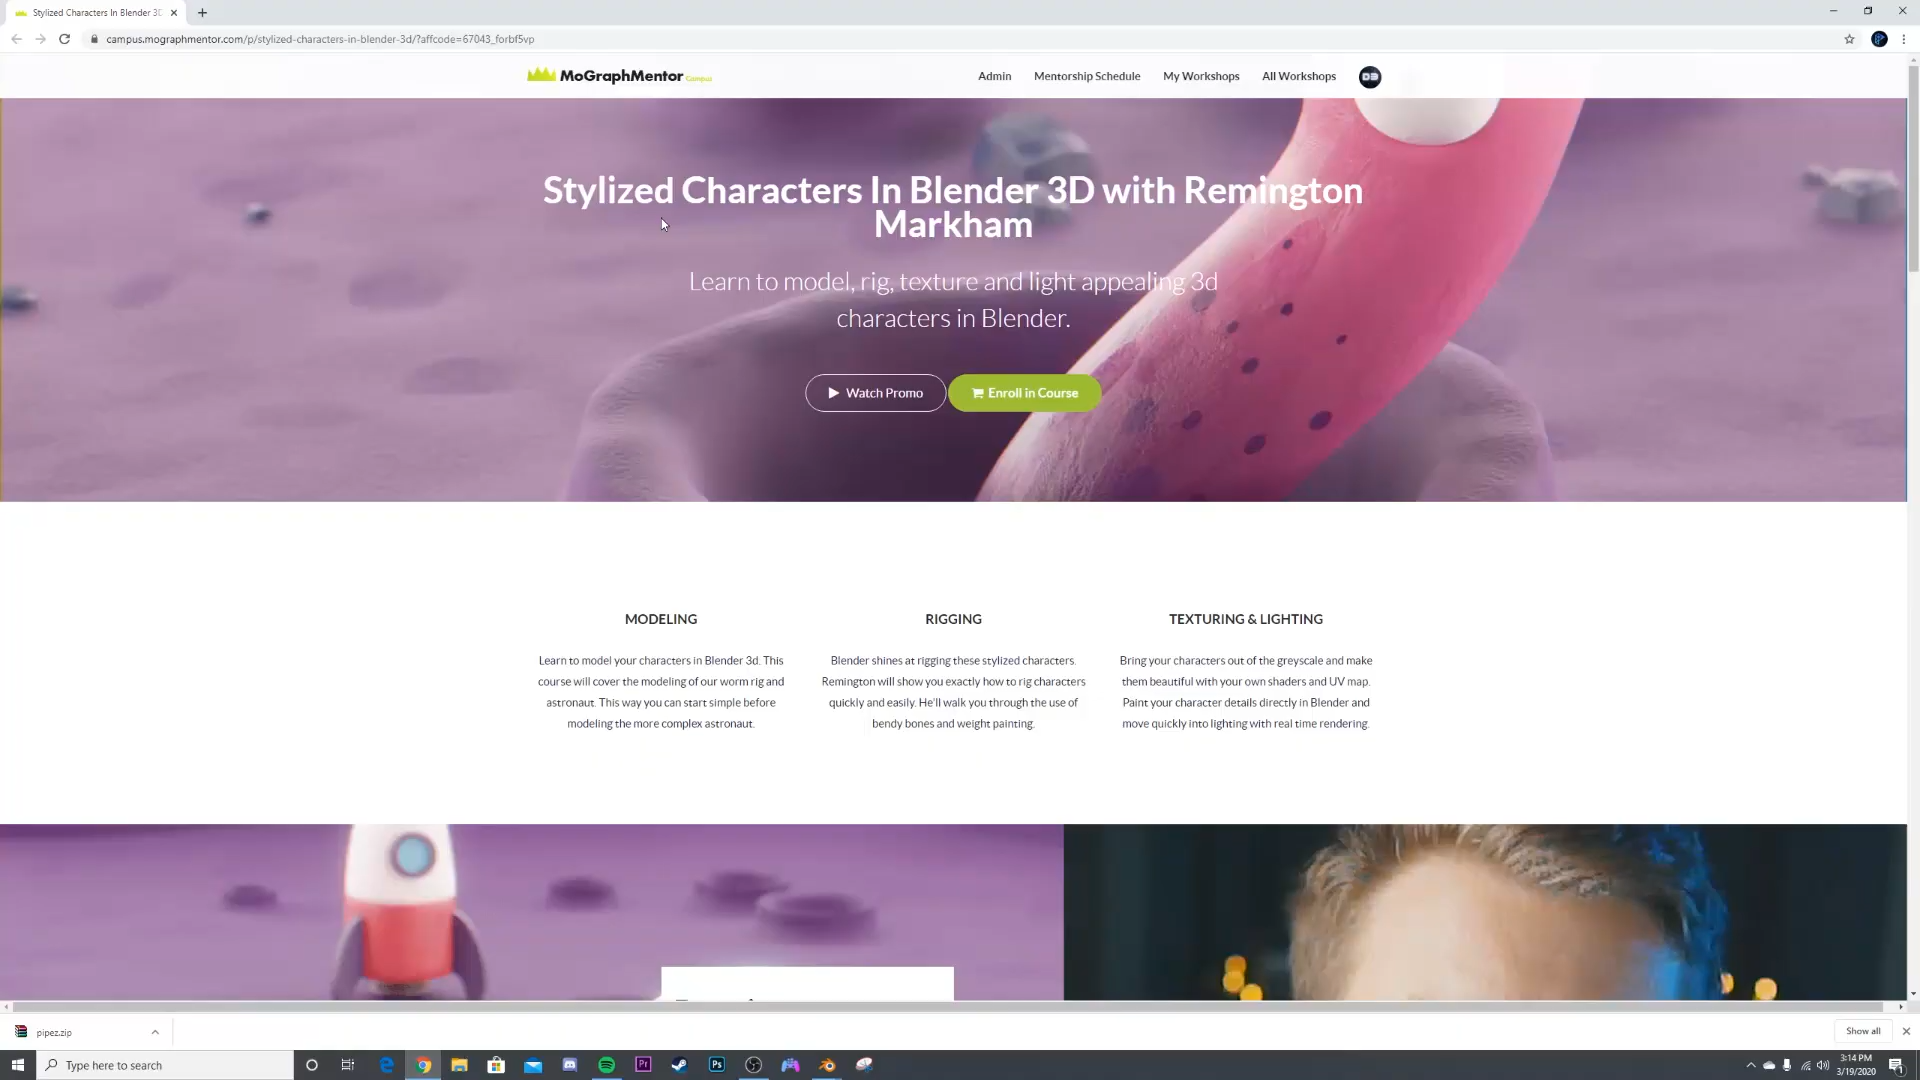 Stylized Characters In Blender 3D
campus.mographmentor.com/p/stylized-characters-in-blender-3d/?affcode=67043_forbf5vp
MoGraphMentor Campus
Admin
Mentorship Schedule
My Workshops
All Workshops
Stylized Characters In Blender 3D with Remington
Markham
Learn to model, rig, texture and light appealing 3d
characters in Blender.
Watch Promo
Enroll in Course
MODELING
Learn to model your characters in Blender 3d. This
course will cover the modeling of our worm rig and
astronaut. This way you can start simple before
modeling the more complex astronaut.
RIGGING
Blender shines at rigging these stylized characters.
Remington will show you exactly how to rig characters
quickly and easily. He'll walk you through the use of
bendy bones and weight painting.
TEXTURING & LIGHTING
Bring your characters out of the greyscale and make
them beautiful with your own shaders and UV map.
Paint your character details directly in Blender and
move quickly into lighting with real time rendering.
pipez.zip
Show all
Type here to search
Pr
Ps
3:14 PM
3/19/2020